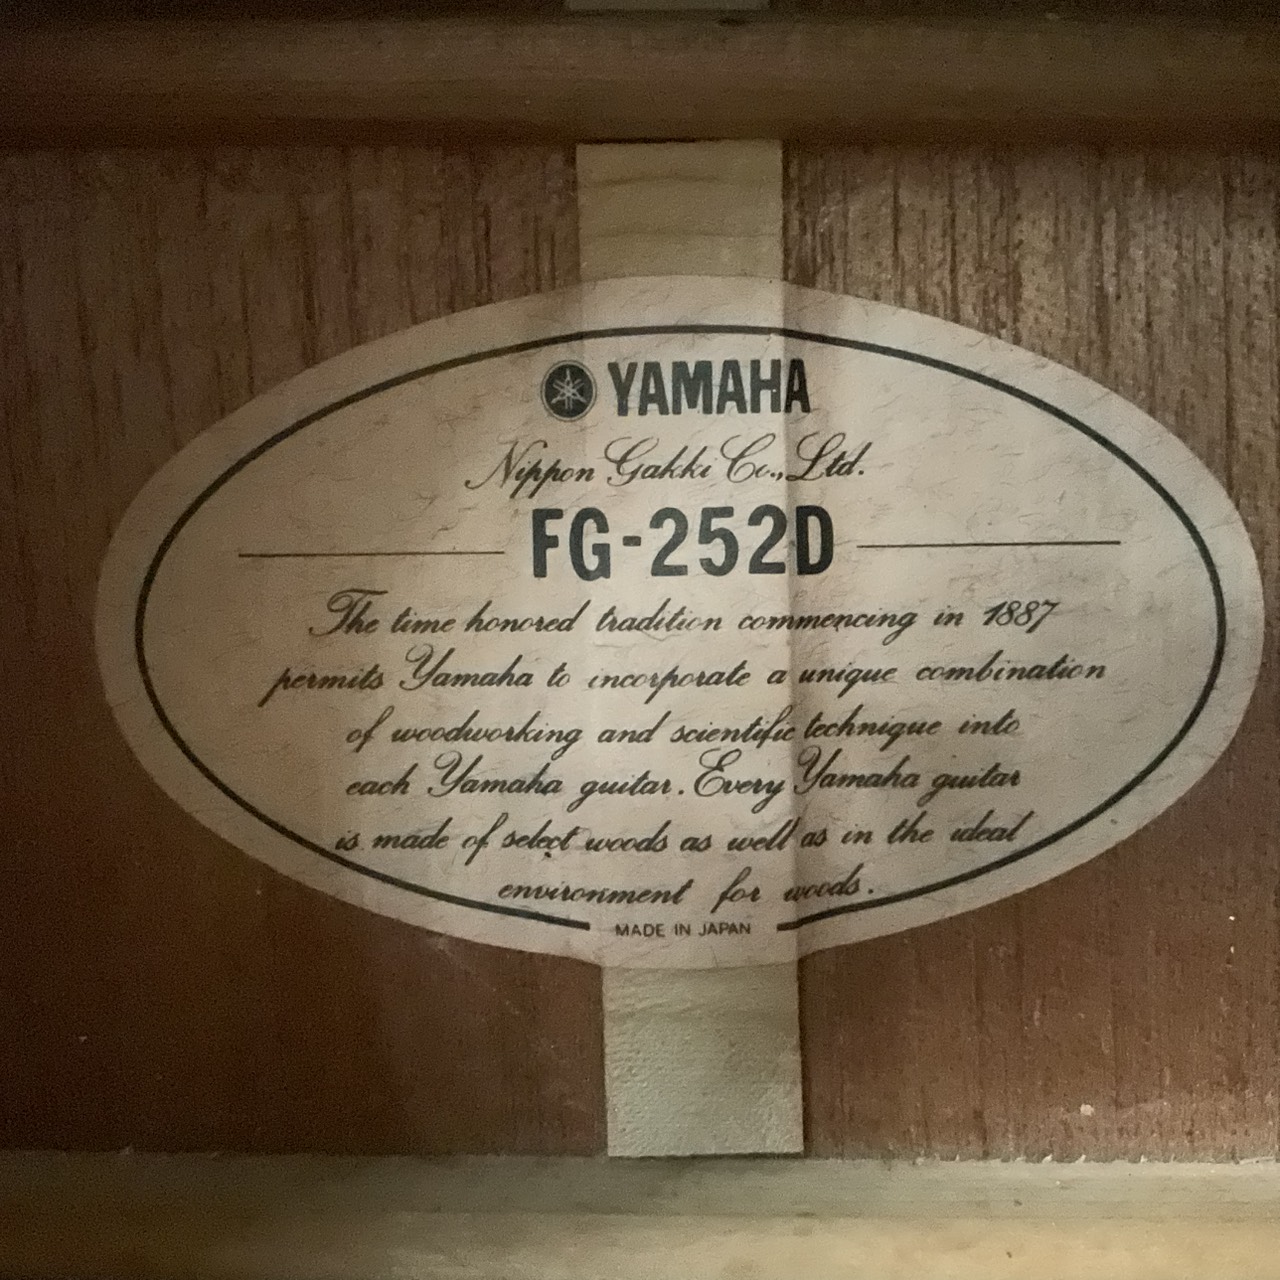 YAMAHA
Nippon Gakki Co., Ltd.
FG-252D
The time honored tradition commencing in 1887
permits Yamaha to incorporate a unique combination
of woodworking and scientific technique into
each Yamaha guitar. Every Yamaha guitar
is made of select woods as well as in the ideal
environment for woods.
MADE IN JAPAN